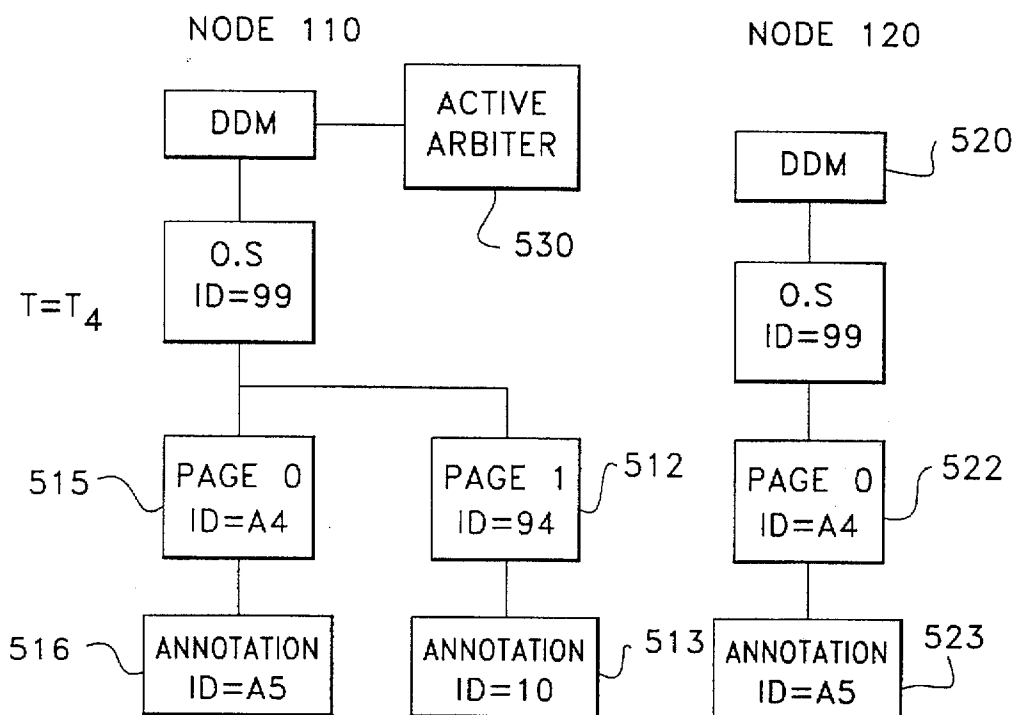 NODE 110
NODE 120
DDM
ACTIVE
ARBITER
530
DDM
520
O.S
ID=99
O.S
ID=99
T=T4
515
PAGE 0
ID=A4
PAGE 1
ID=94
512
PAGE 0
ID=A4
522
516
ANNOTATION
ID=A5
ANNOTATION
ID=10
513
ANNOTATION
ID=A5
523